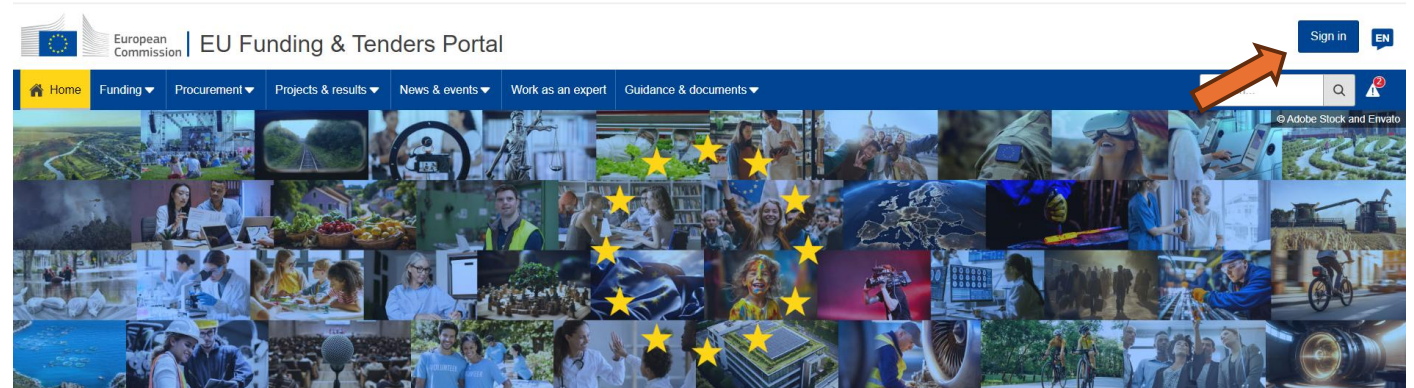 European
Commission
EU Funding & Tenders Portal
Sign in
EN
Home
Funding
Procurement
Projects & results
News & events
Work as an expert
Guidance & documents
2
© Adobe Stock and Envato
VOLUNTEER